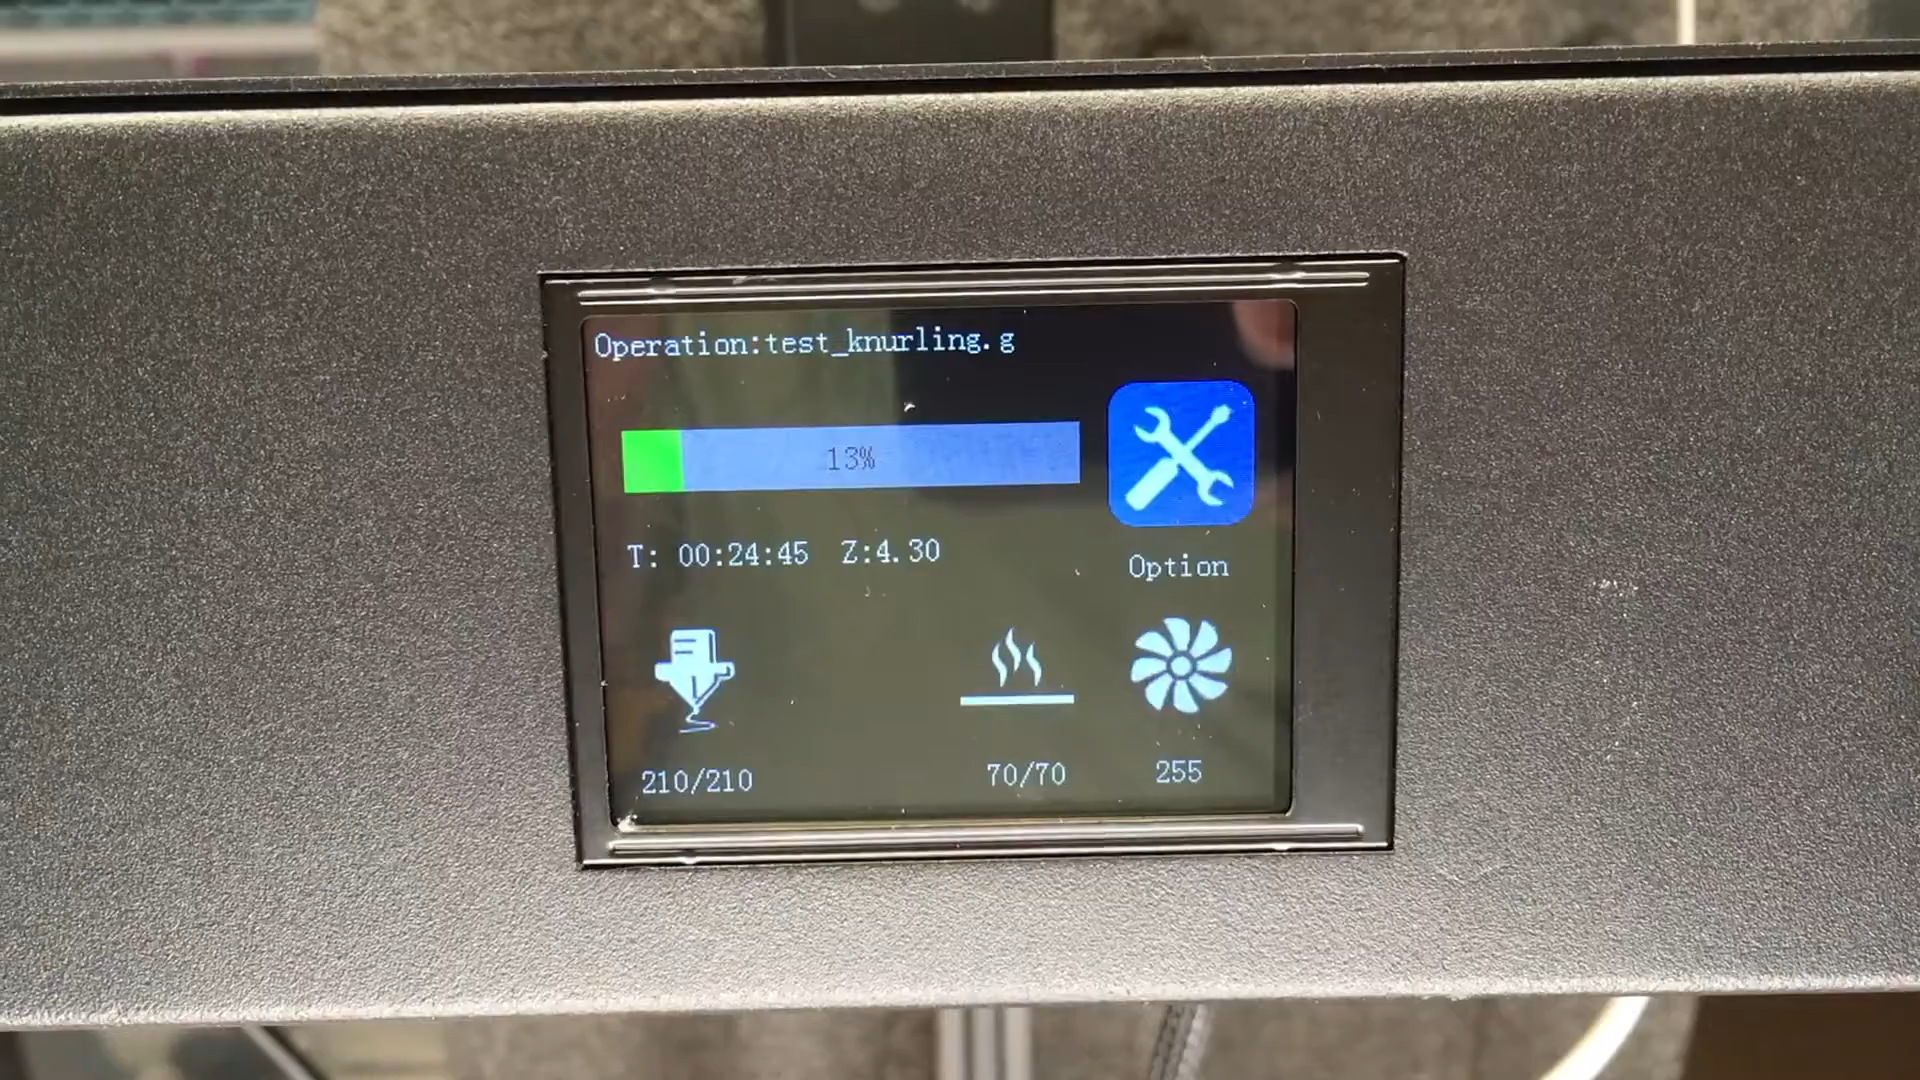 Operation:test_knurling.g
13%
T: 00:24:45 Z:4.30
Option
210/210
70/70
255